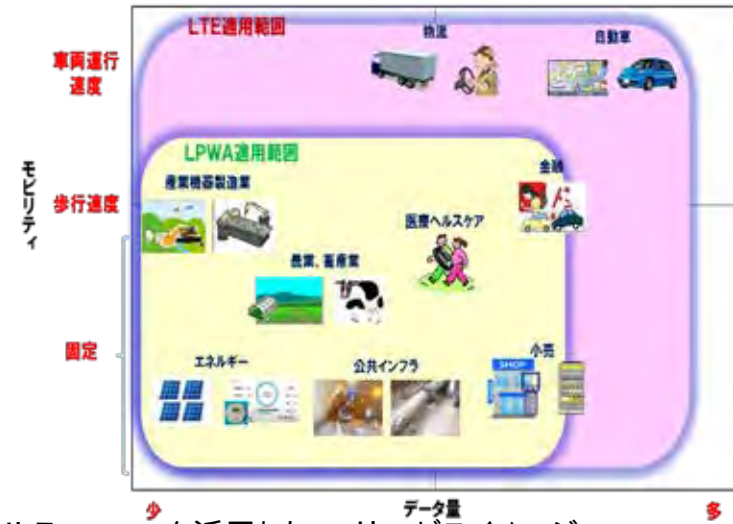 LTE適用範囲
物流
自動車
車両運行
速度
LPWA適用範囲
産業機器製造業
金融
モビリティ
歩行速度
医療ヘルスケア
農業、畜産業
固定
エネルギー
公共インフラ
小売
SHOP
少
データ量
多